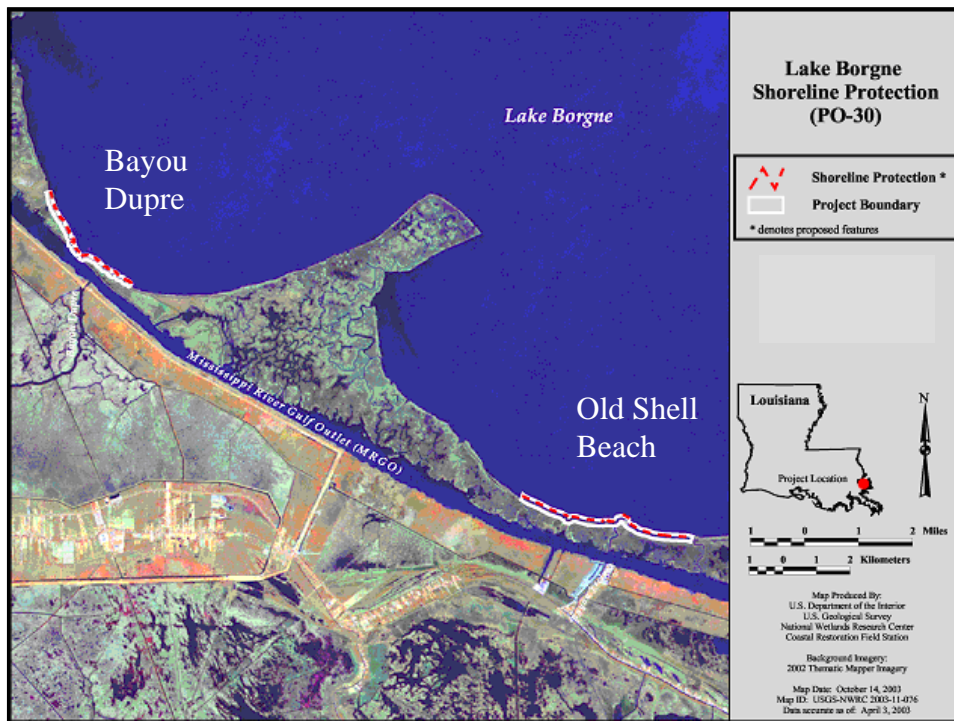 Lake Borgne
Bayou
Dupre
Bayou Dupre
Mississippi River Gulf Outlet (MRGO)
Old Shell
Beach
Lake Borgne
Shoreline Protection
(PO-30)
Shoreline Protection *
Project Boundary
* denotes proposed features
Louisiana
N
Project Location
1 0 1 2 Miles
1 0 1 2 Kilometers
Map Produced By:
U.S. Department of the Interior
U.S. Geological Survey
National Wetlands Research Center
Coastal Restoration Field Station
Background Imagery:
2002 Thematic Mapper Imagery
Map Date: October 14, 2003
Map ID: USGS-NWRC 2003-11-076
Data accurate as of: April 3, 2003